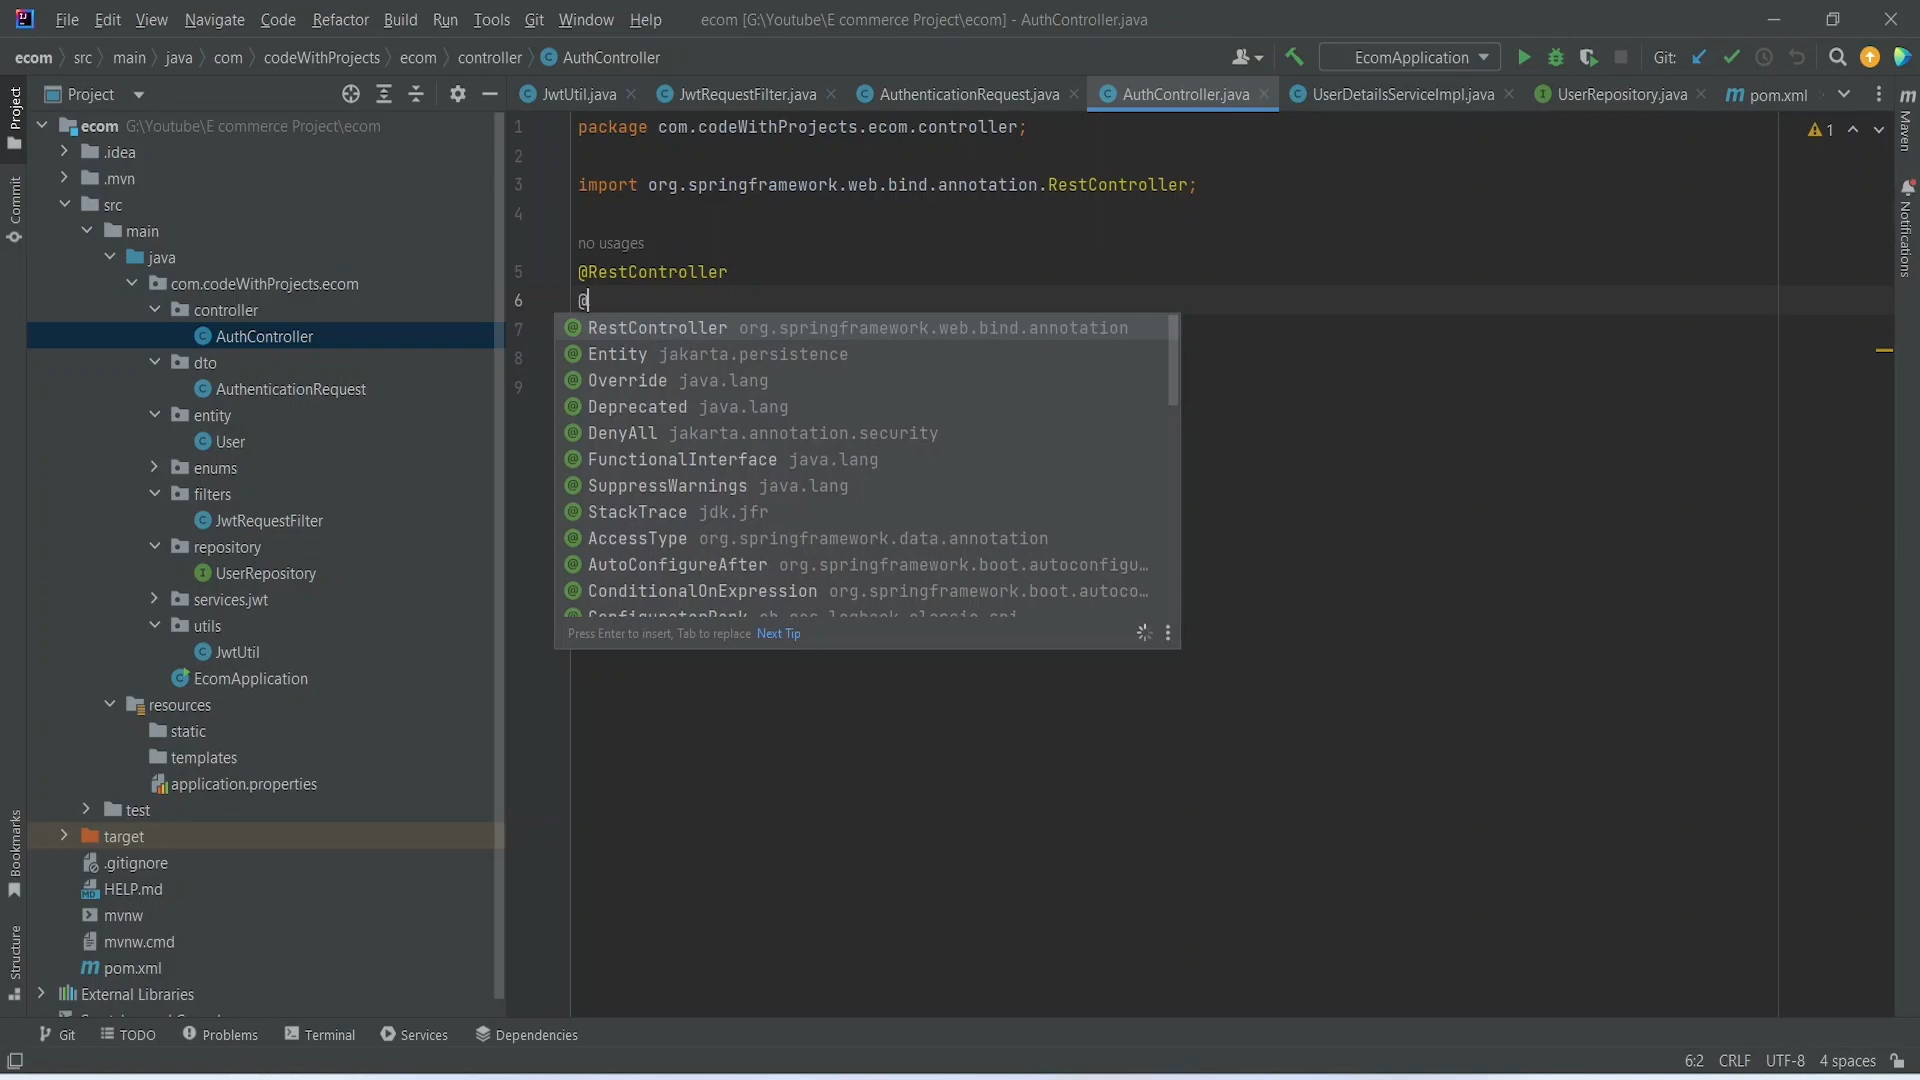 File Edit View Navigate Code Refactor Build Run Tools Git Window Help ecom [G:\Youtube\E commerce Project\ecom] - AuthController.java
ecom src main java com codeWithProjects ecom controller AuthController EcomApplication Git:
Project
JwtUtil.java JwtRequestFilter.java AuthenticationRequest.java AuthController.java UserDetailsServiceImpl.java UserRepository.java pom.xml
Project
Commit
Bookmarks
Structure
Maven
Notifications
ecom G:\Youtube\E commerce Project\ecom
.idea
.mvn
src
main
java
com.codeWithProjects.ecom
controller
AuthController
dto
AuthenticationRequest
entity
User
enums
filters
JwtRequestFilter
repository
UserRepository
services.jwt
utils
JwtUtil
EcomApplication
resources
static
templates
application.properties
test
target
.gitignore
HELP.md
mvnw
mvnw.cmd
pom.xml
External Libraries
1 package com.codeWithProjects.ecom.controller;
1
2
3 import org.springframework.web.bind.annotation.RestController;
4
no usages
5 @RestController
6 @
7
8
9
RestController org.springframework.web.bind.annotation
Entity jakarta.persistence
Override java.lang
Deprecated java.lang
DenyAll jakarta.annotation.security
FunctionalInterface java.lang
SuppressWarnings java.lang
StackTrace jdk.jfr
AccessType org.springframework.data.annotation
AutoConfigureAfter org.springframework.boot.autoconfigu…
ConditionalOnExpression org.springframework.boot.autoco…
Press Enter to insert, Tab to replace Next Tip
Git TODO Problems Terminal Services Dependencies
6:2 CRLF UTF-8 4 spaces